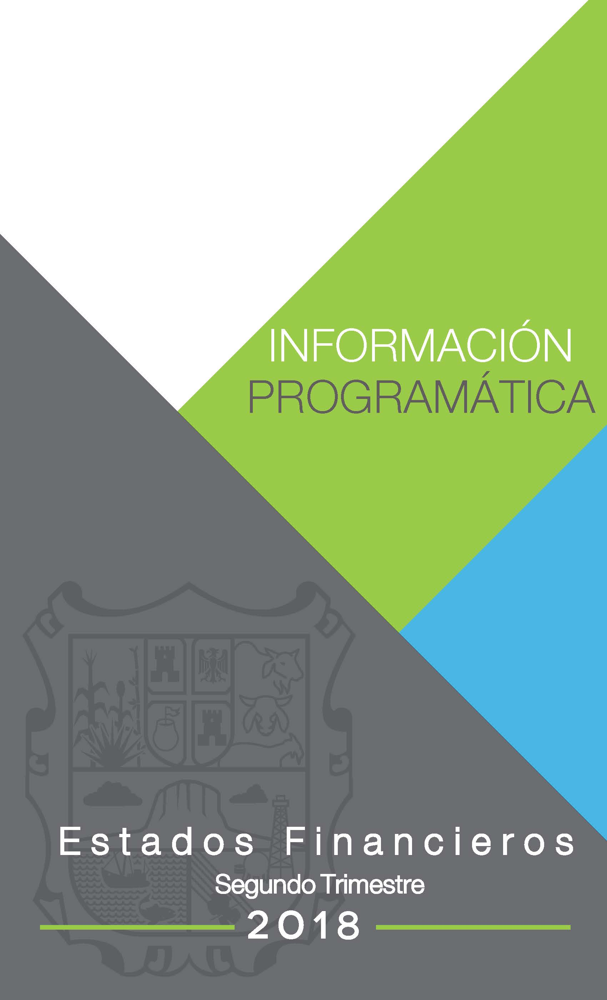 INFORMACIÓN
PROGRAMÁTICA
Estados Financieros
Segundo Trimestre
2018